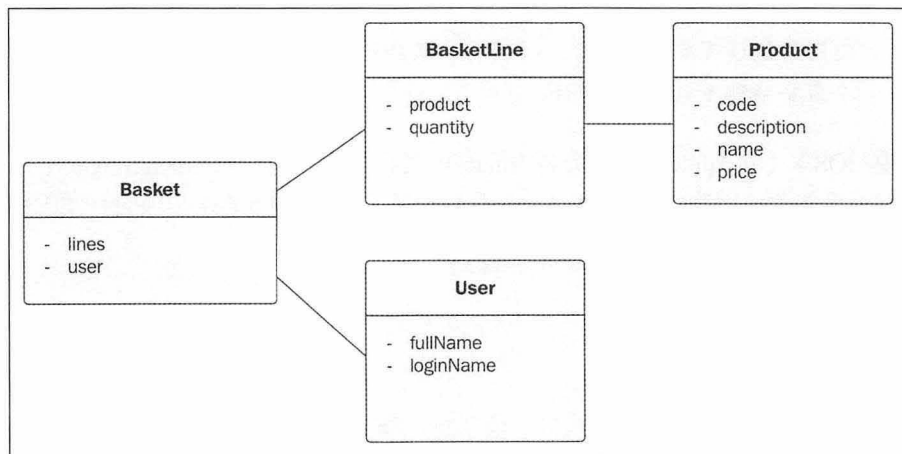 BasketLine
- product
- quantity
Product
- code
- description
- name
- price
Basket
- lines
- user
User
- fullName
- loginName